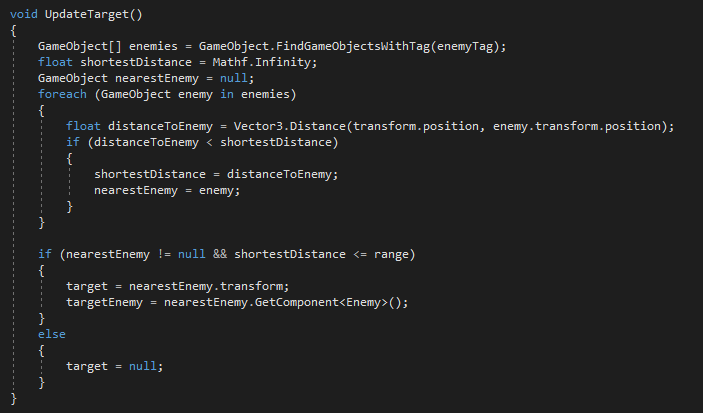 void UpdateTarget()
{
    GameObject[] enemies = GameObject.FindGameObjectsWithTag(enemyTag);
    float shortestDistance = Mathf.Infinity;
    GameObject nearestEnemy = null;
    foreach (GameObject enemy in enemies)
    {
        float distanceToEnemy = Vector3.Distance(transform.position, enemy.transform.position);
        if (distanceToEnemy < shortestDistance)
        {
            shortestDistance = distanceToEnemy;
            nearestEnemy = enemy;
        }
    }

    if (nearestEnemy != null && shortestDistance <= range)
    {
        target = nearestEnemy.transform;
        targetEnemy = nearestEnemy.GetComponent<Enemy>();
    }
    else
    {
        target = null;
    }
}